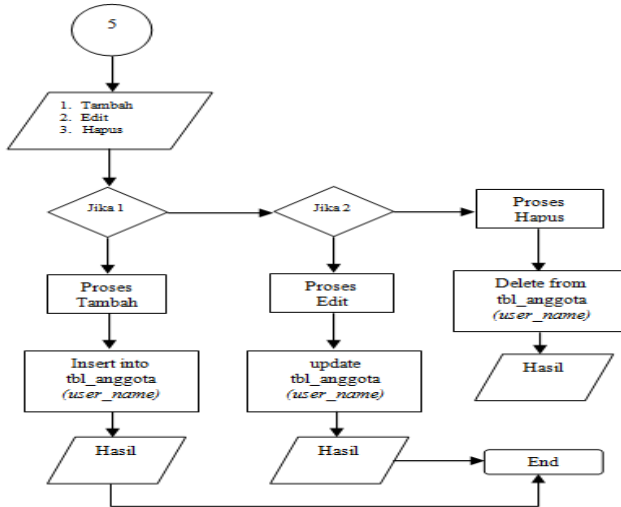 5
1. Tambah
2. Edit
3. Hapus
Jika 1
Jika 2
Proses
Hapus
Proses
Tambah
Proses
Edit
Delete from
tbl_anggota
(user_name)
Insert into
tbl_anggota
(user_name)
update
tbl_anggota
(user_name)
Hasil
Hasil
Hasil
End